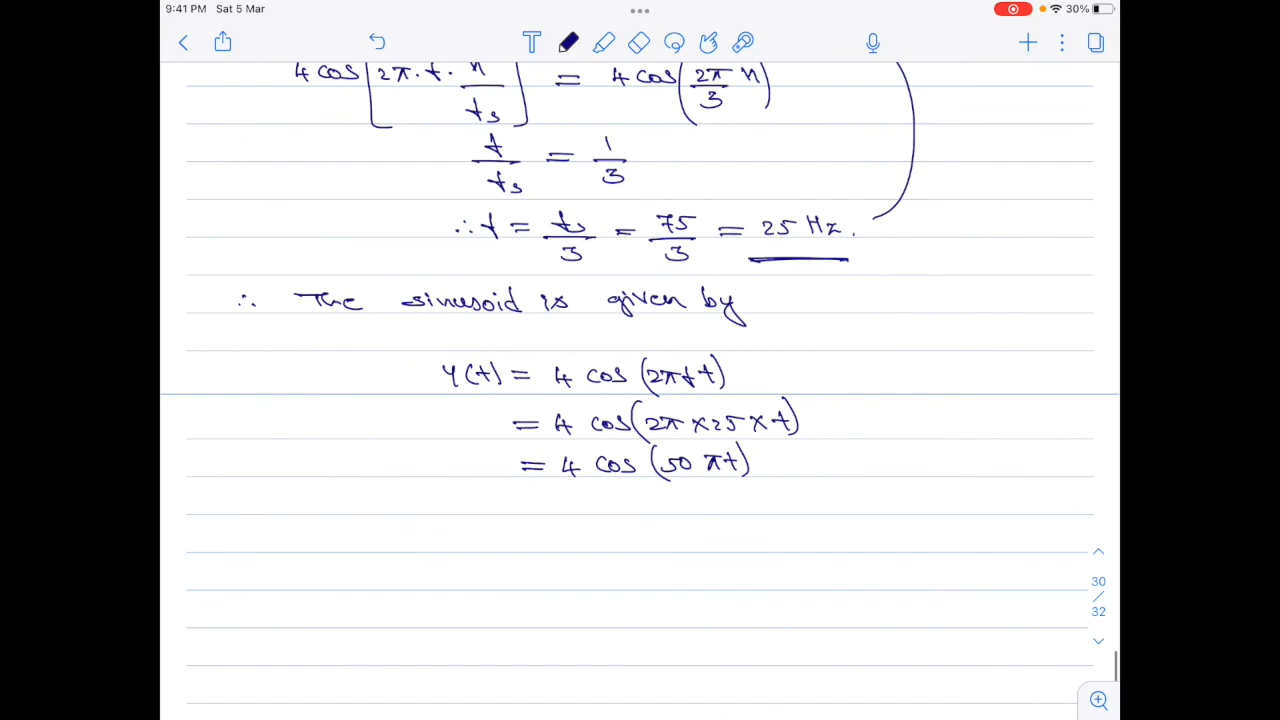 9:41 PM Sat 5 Mar
30%
4 cos[2π·f·n/fs] = 4 cos(2π/3 n)
f/fs = 1/3
∴ f = fs/3 = 75/3 = 25 Hz.
∴ The sinusoid is given by
y(t) = 4 cos(2πft)
= 4 cos(2π×25×t)
= 4 cos(50πt)
30
/
32